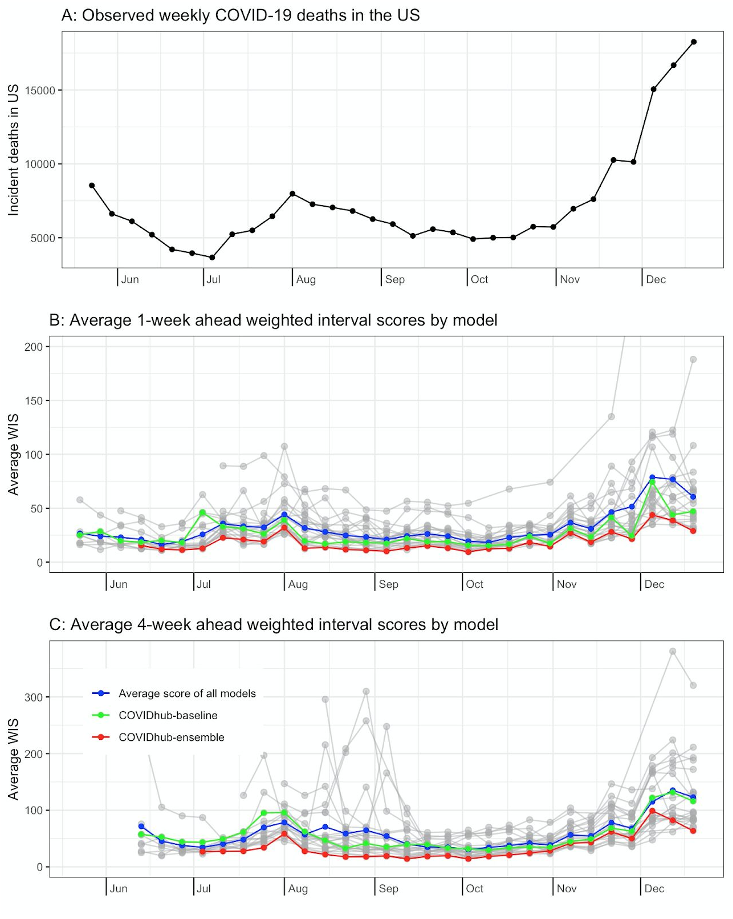 A: Observed weekly COVID-19 deaths in the US
Incident deaths in US
15000
10000
5000
Jun Jul Aug Sep Oct Nov Dec
B: Average 1-week ahead weighted interval scores by model
Average WIS
200
150
100
50
0
Jun Jul Aug Sep Oct Nov Dec
C: Average 4-week ahead weighted interval scores by model
Average WIS
300
200
100
0
Average score of all models
COVIDhub-baseline
COVIDhub-ensemble
Jun Jul Aug Sep Oct Nov Dec